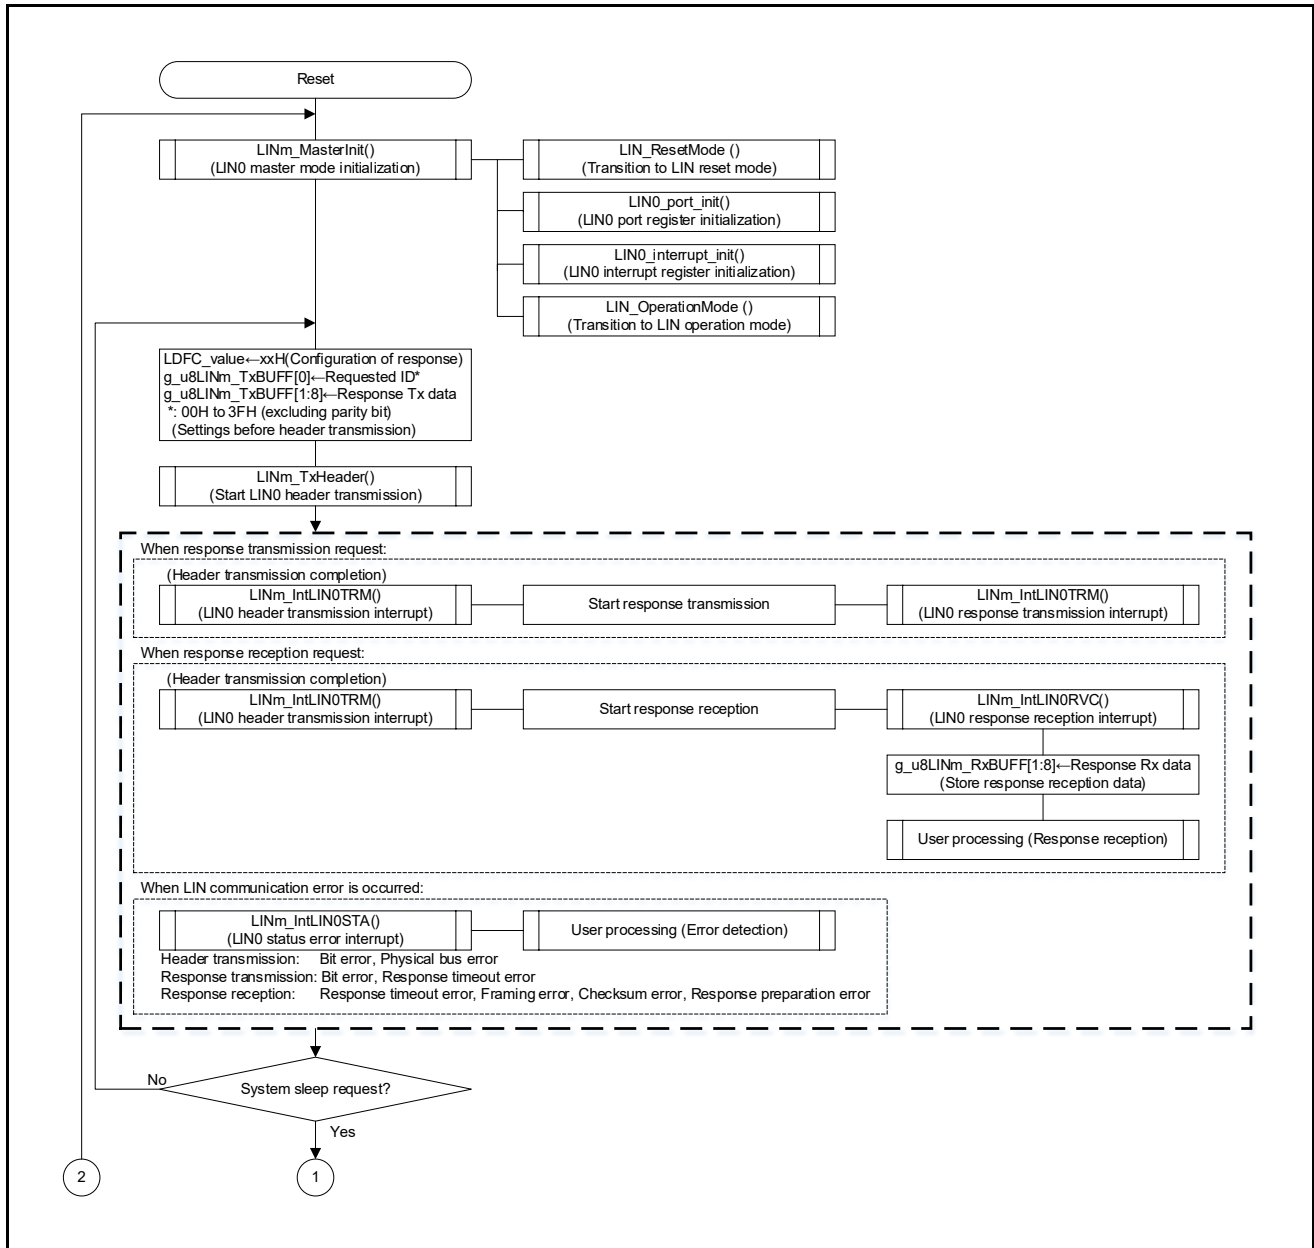 Reset
LINm_MasterInit()
(LIN0 master mode initialization)
LIN_ResetMode ()
(Transition to LIN reset mode)
LIN0_port_init()
(LIN0 port register initialization)
LIN0_interrupt_init()
(LIN0 interrupt register initialization)
LIN_OperationMode ()
(Transition to LIN operation mode)
LDFC_value←xxH(Configuration of response)
g_u8LINm_TxBUFF[0]←Requested ID*
g_u8LINm_TxBUFF[1:8]←Response Tx data
*: 00H to 3FH (excluding parity bit)
(Settings before header transmission)
LINm_TxHeader()
(Start LIN0 header transmission)
When response transmission request:
(Header transmission completion)
LINm_IntLIN0TRM()
(LIN0 header transmission interrupt)
Start response transmission
LINm_IntLIN0TRM()
(LIN0 response transmission interrupt)
When response reception request:
(Header transmission completion)
LINm_IntLIN0TRM()
(LIN0 header transmission interrupt)
Start response reception
LINm_IntLIN0RVC()
(LIN0 response reception interrupt)
g_u8LINm_RxBUFF[1:8]←Response Rx data
(Store response reception data)
User processing (Response reception)
When LIN communication error is occurred:
LINm_IntLIN0STA()
(LIN0 status error interrupt)
User processing (Error detection)
Header transmission: Bit error, Physical bus error
Response transmission: Bit error, Response timeout error
Response reception: Response timeout error, Framing error, Checksum error, Response preparation error
No
System sleep request?
Yes
2
1